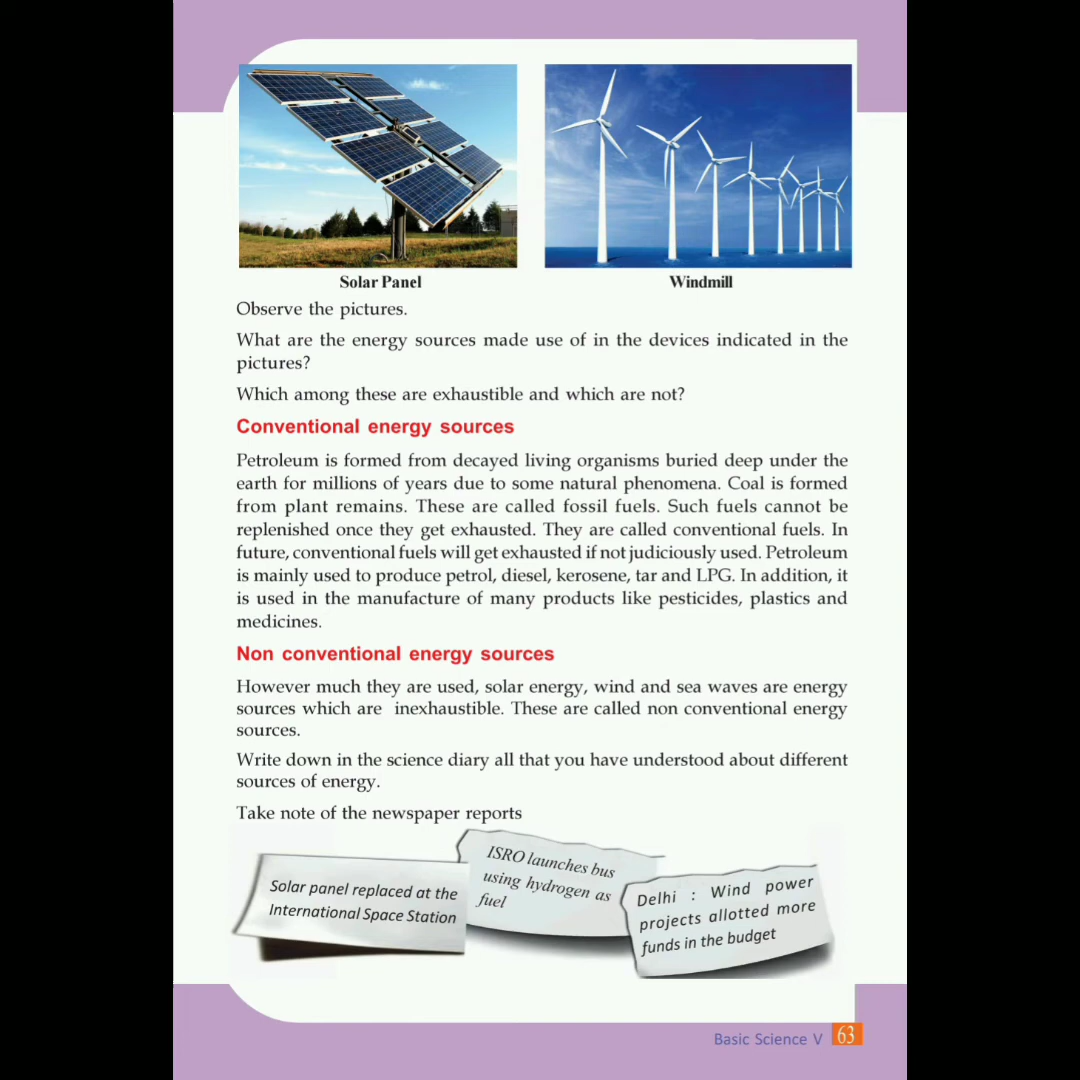 Solar Panel
Windmill
Observe the pictures.
What are the energy sources made use of in the devices indicated in the
pictures?
Which among these are exhaustible and which are not?
Conventional energy sources
Petroleum is formed from decayed living organisms buried deep under the
earth for millions of years due to some natural phenomena. Coal is formed
from plant remains. These are called fossil fuels. Such fuels cannot be
replenished once they get exhausted. They are called conventional fuels. In
future, conventional fuels will get exhausted if not judiciously used. Petroleum
is mainly used to produce petrol, diesel, kerosene, tar and LPG. In addition, it
is used in the manufacture of many products like pesticides, plastics and
medicines.
Non conventional energy sources
However much they are used, solar energy, wind and sea waves are energy
sources which are inexhaustible. These are called non conventional energy
sources.
Write down in the science diary all that you have understood about different
sources of energy.
Take note of the newspaper reports
Solar panel replaced at the
International Space Station
ISRO launches bus
using hydrogen as
fuel
Delhi : Wind power
projects allotted more
funds in the budget
Basic Science V 63